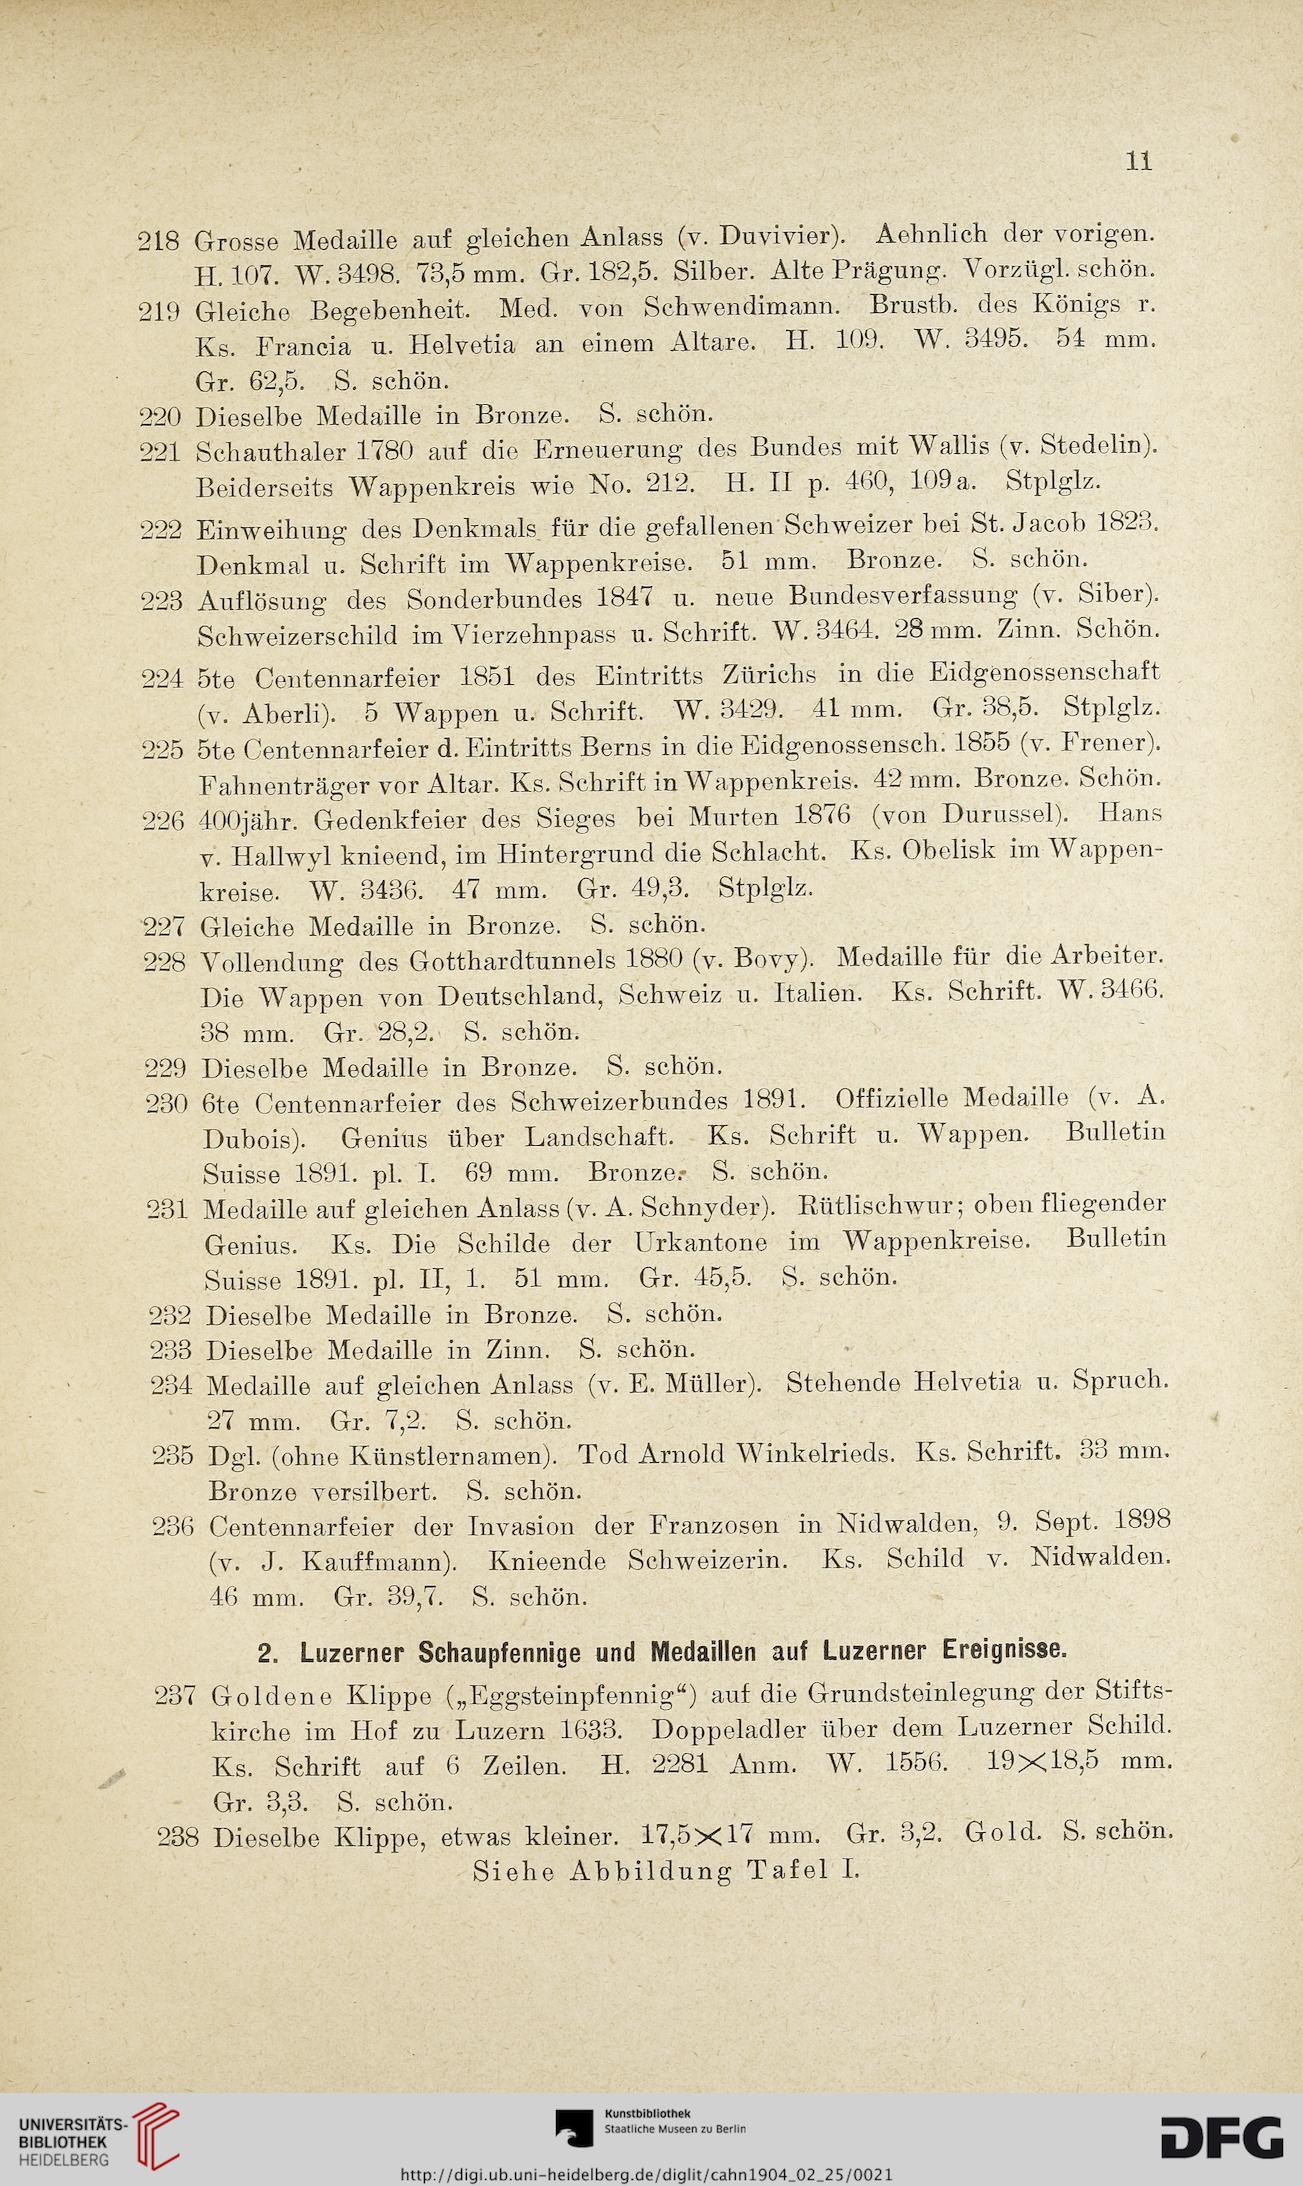 11
218 Grosse Medaille auf gleichen Anlass (v. Duvivier). Aehnlich der vorigen.
H. 107. W. 3498. 73,5 mm. Gr. 182,5. Silber. Alte Prägung. Vorzügl. schön.
219 Gleiche Begebenheit. Med. von Schwendimann. Brustb. des Königs r.
Ks. Francia u. Helvetia an einem Altare. H. 109. W. 3495. 54 mm.
Gr. 62,5. S. schön.
220 Dieselbe Medaille in Bronze. S. schön.
221 Schauthaler 1780 auf die Erneuerung des Bundes mit Wallis (v. Stedelin).
Beiderseits Wappenkreis wie No. 212. H. II p. 460, 109a. Stplglz.
222 Einweihung des Denkmals für die gefallenen Schweizer bei St. Jacob 1823.
Denkmal u. Schrift im Wappenkreise. 51 mm. Bronze. S. schön.
223 Auflösung des Sonderbundes 1847 u. neue Bundesverfassung (v. Siber).
Schweizerschild im Vierzehnpass u. Schrift. W. 3464. 28 mm. Zinn. Schön.
224 5te Centennarfeier 1851 des Eintritts Zürichs in die Eidgenossenschaft
(v. Aberli). 5 Wappen u. Schrift. W. 3429. 41 mm. Gr. 38,5. Stplglz.
225 5te Centennarfeier d. Eintritts Berns in die Eidgenossensch. 1855 (v. Frener).
Fahnenträger vor Altar. Ks. Schrift in Wappenkreis. 42 mm. Bronze. Schön.
226 400jähr. Gedenkfeier des Sieges bei Murten 1876 (von Durussel). Hans
v. Hallwyl knieend, im Hintergrund die Schlacht. Ks. Obelisk im Wappen-
kreise. W. 3436. 47 mm. Gr. 49,3. Stplglz.
227 Gleiche Medaille in Bronze. S. schön.
228 Vollendung des Gotthardtunnels 1880 (v. Bovy). Medaille für die Arbeiter.
Die Wappen von Deutschland, Schweiz u. Italien. Ks. Schrift. W. 3466.
38 mm. Gr. 28,2. S. schön.
229 Dieselbe Medaille in Bronze. S. schön.
230 6te Centennarfeier des Schweizerbundes 1891. Offizielle Medaille (v. A.
Dubois). Genius über Landschaft. Ks. Schrift u. Wappen. Bulletin
Suisse 1891. pl. I. 69 mm. Bronze. S. schön.
231 Medaille auf gleichen Anlass (v. A. Schnyder). Rütlischwur; oben fliegender
Genius. Ks. Die Schilde der Urkantone im Wappenkreise. Bulletin
Suisse 1891. pl. II, 1. 51 mm. Gr. 45,5. S. schön.
232 Dieselbe Medaille in Bronze. S. schön.
233 Dieselbe Medaille in Zinn. S. schön.
234 Medaille auf gleichen Anlass (v. E. Müller). Stehende Helvetia u. Spruch.
27 mm. Gr. 7,2. S. schön.
235 Dgl. (ohne Künstlernamen). Tod Arnold Winkelrieds. Ks. Schrift. 33 mm.
Bronze versilbert. S. schön.
236 Centennarfeier der Invasion der Franzosen in Nidwalden, 9. Sept. 1898
(v. J. Kauffmann). Knieende Schweizerin. Ks. Schild v. Nidwalden.
46 mm. Gr. 39,7. S. schön.
2. Luzerner Schaupfennige und Medaillen auf Luzerner Ereignisse.
237 Goldene Klippe („Eggsteinpfennig“) auf die Grundsteinlegung der Stifts-
kirche im Hof zu Luzern 1633. Doppeladler über dem Luzerner Schild.
Ks. Schrift auf 6 Zeilen. H. 2281 Anm. W. 1556. 19×18,5 mm.
Gr. 3,3. S. schön.
238 Dieselbe Klippe, etwas kleiner. 17,5×17 mm. Gr. 3,2. Gold. S. schön.
Siehe Abbildung Tafel I.
UNIVERSITÄTS-
BIBLIOTHEK
HEIDELBERG
Kunstbibliothek
Staatliche Museen zu Berlin
http://digi.ub.uni-heidelberg.de/diglit/cahn1904_02_25/0021
DFG